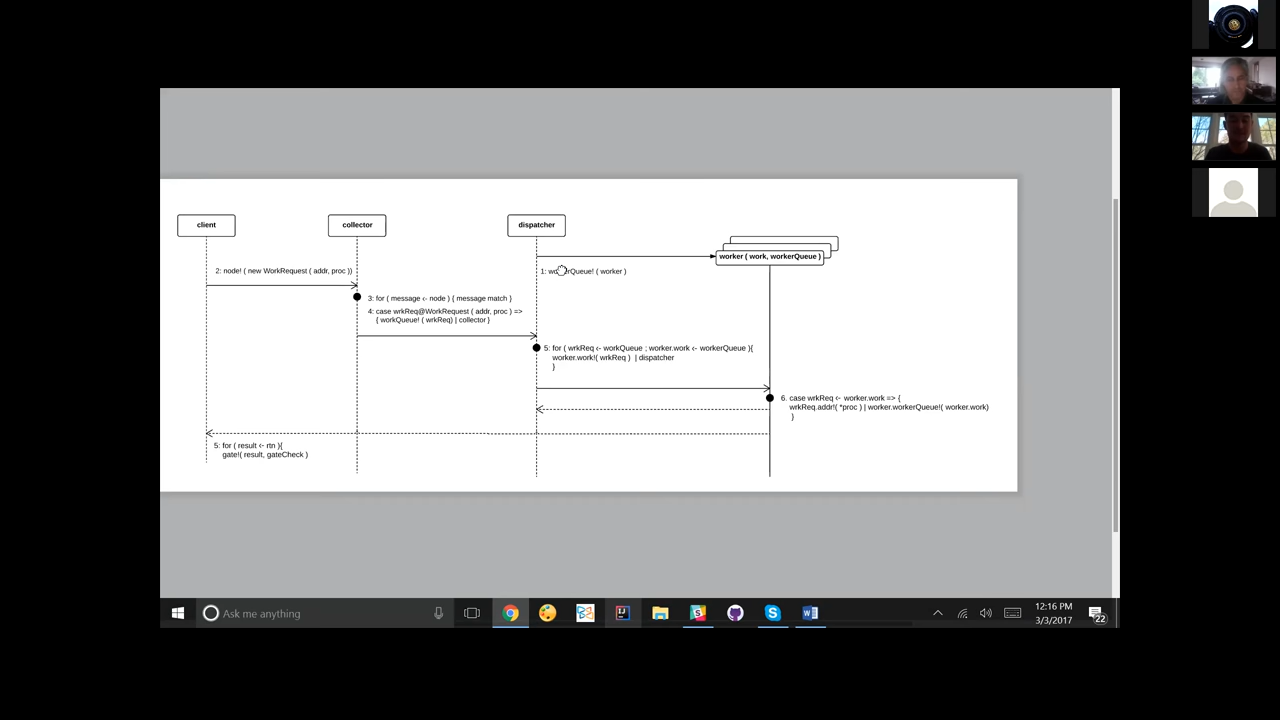 client
collector
dispatcher
worker ( work, workerQueue )
2: node! ( new WorkRequest ( addr, proc ))
1: workerQueue! ( worker )
3: for ( message <- node ) { message match }
4: case wrkReq@WorkRequest ( addr, proc ) =>
{ workQueue! ( wrkReq) | collector }
5: for ( wrkReq <- workQueue ; worker.work <- workerQueue ){
worker.work!( wrkReq ) | dispatcher
}
6. case wrkReq <- worker.work => {
wrkReq.addr!( *proc ) | worker.workerQueue!( worker.work)
}
5: for ( result <- rtn ){
gate!( result, gateCheck )
Ask me anything
12:16 PM
3/3/2017
22